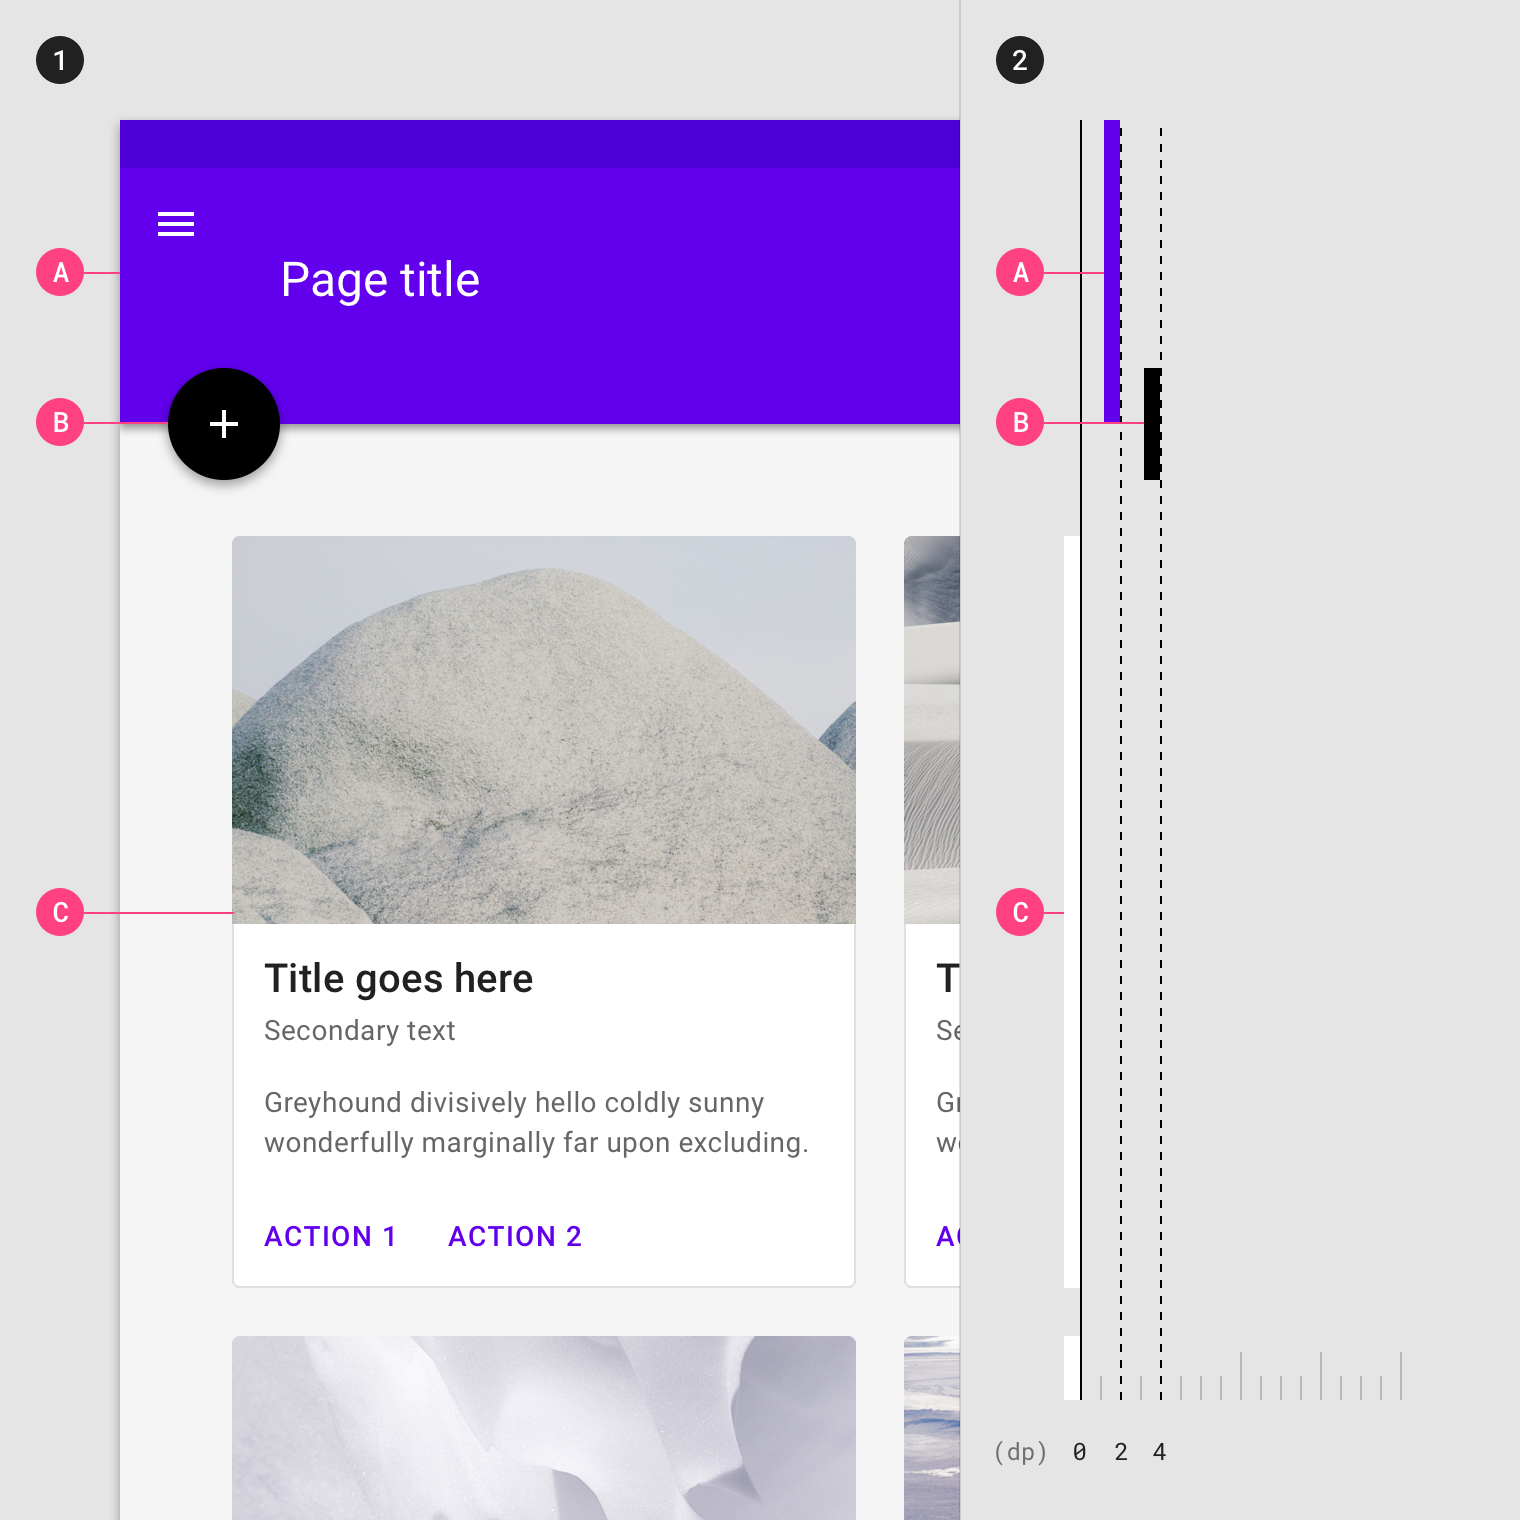 1
2
A
Page title
A
B
+
B
C
C
Title goes here
T
Secondary text
Se
Greyhound divisively hello coldly sunny
wonderfully marginally far upon excluding.
ACTION 1
ACTION 2
(dp) 0 2 4